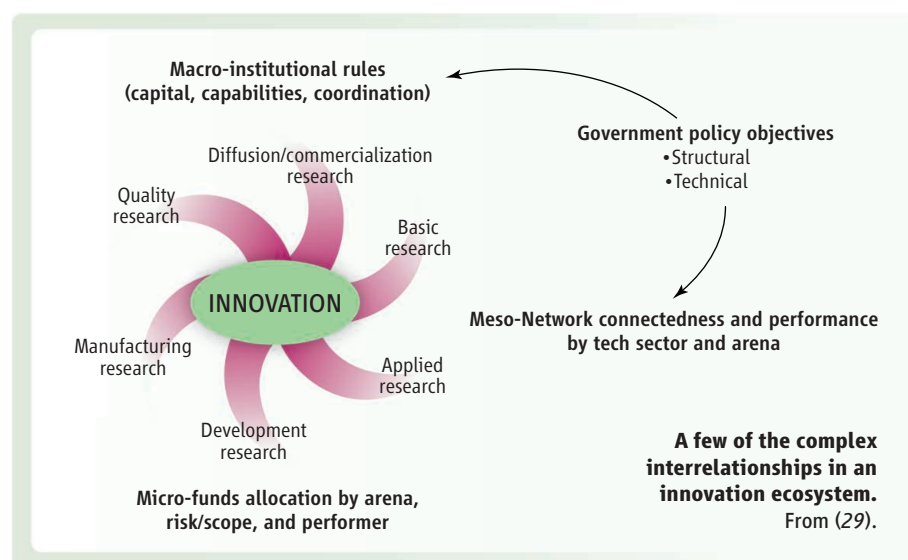 Macro-institutional rules
(capital, capabilities, coordination)
Government policy objectives
•Structural
•Technical
Diffusion/commercialization
research
Quality
research
Basic
research
INNOVATION
Meso-Network connectedness and performance
by tech sector and arena
Manufacturing
research
Applied
research
Development
research
Micro-funds allocation by arena,
risk/scope, and performer
A few of the complex
interrelationships in an
innovation ecosystem.
From (29).